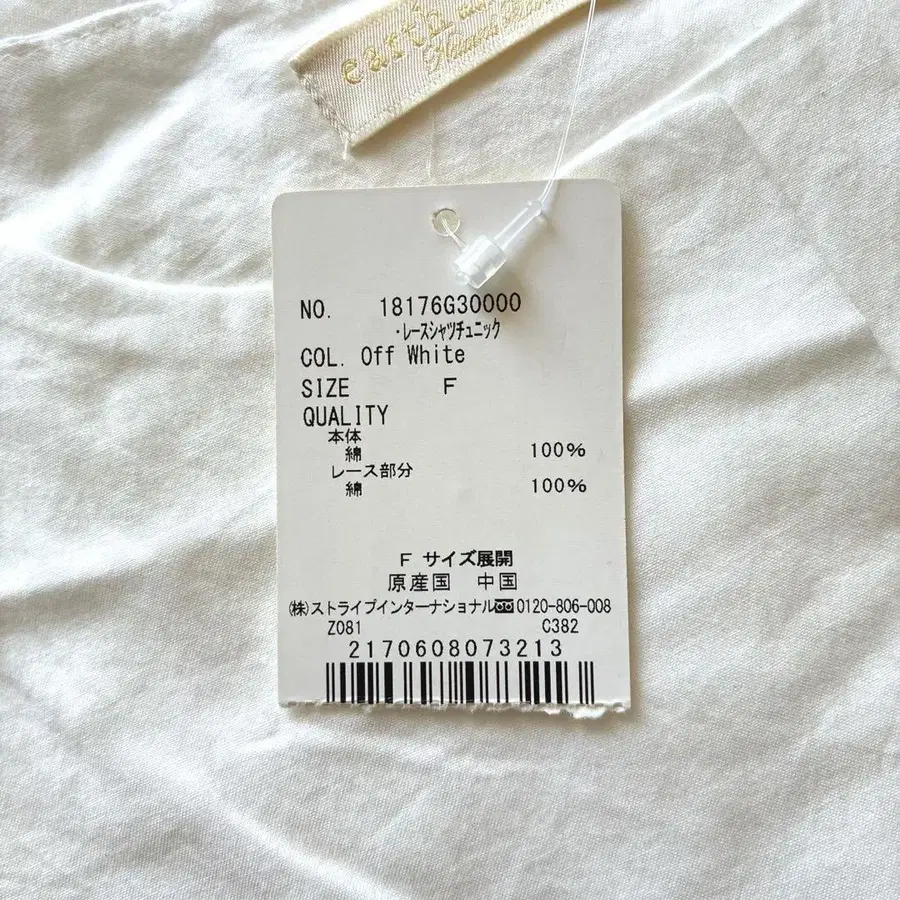 earth
NO. 18176G30000
・レースシャツチュニック
COL. Off White
SIZE F
QUALITY
本体
綿 100%
レース部分
綿 100%
F サイズ展開
原産国 中国
(株)ストライプインターナショナル 0120-806-008
Z081 C382
2170608073213